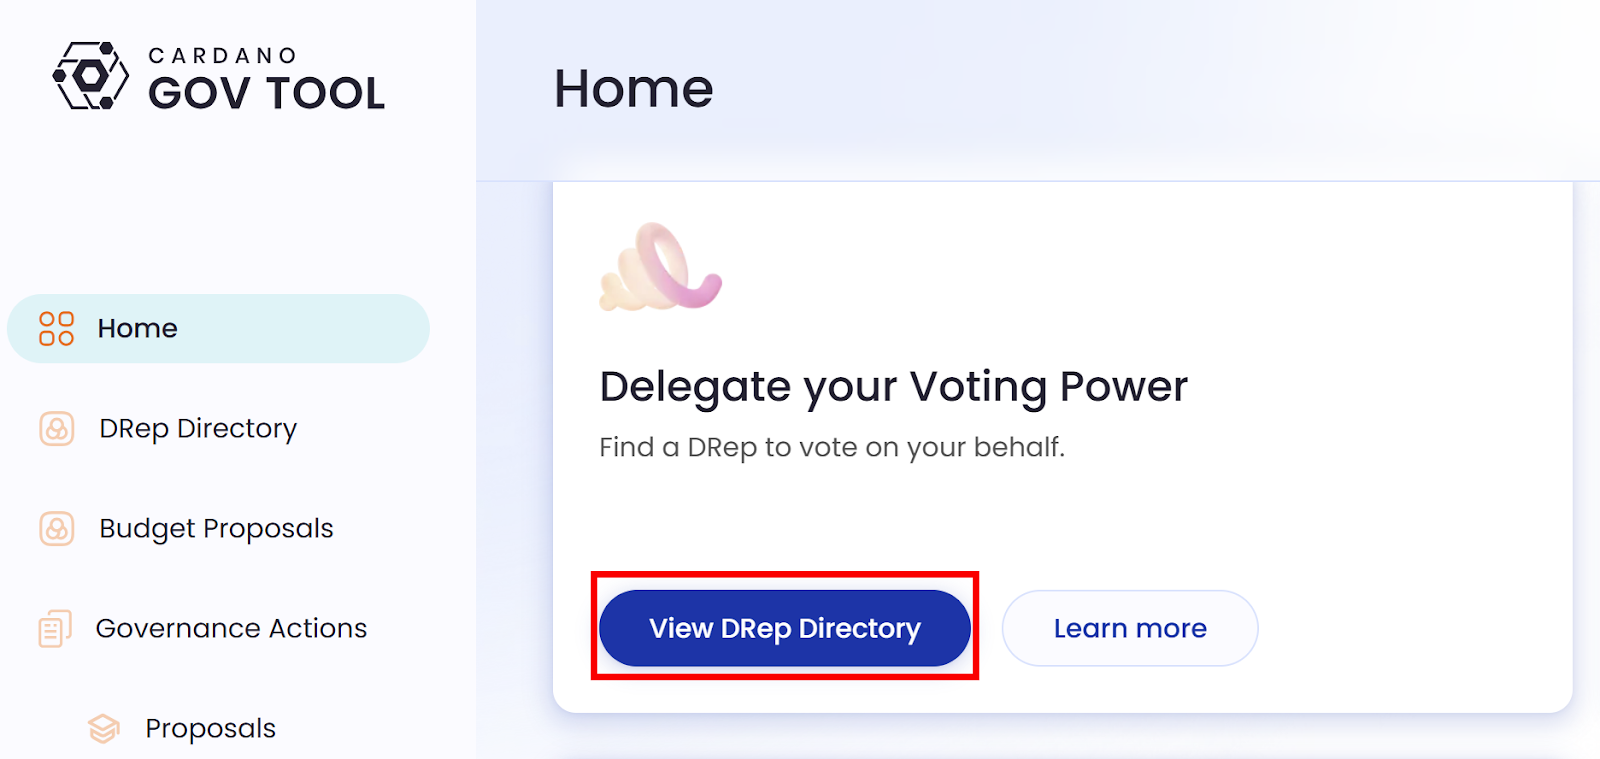 CARDANO
GOV TOOL
Home
DRep Directory
Budget Proposals
Governance Actions
Proposals
Home
Delegate your Voting Power
Find a DRep to vote on your behalf.
View DRep Directory
Learn more